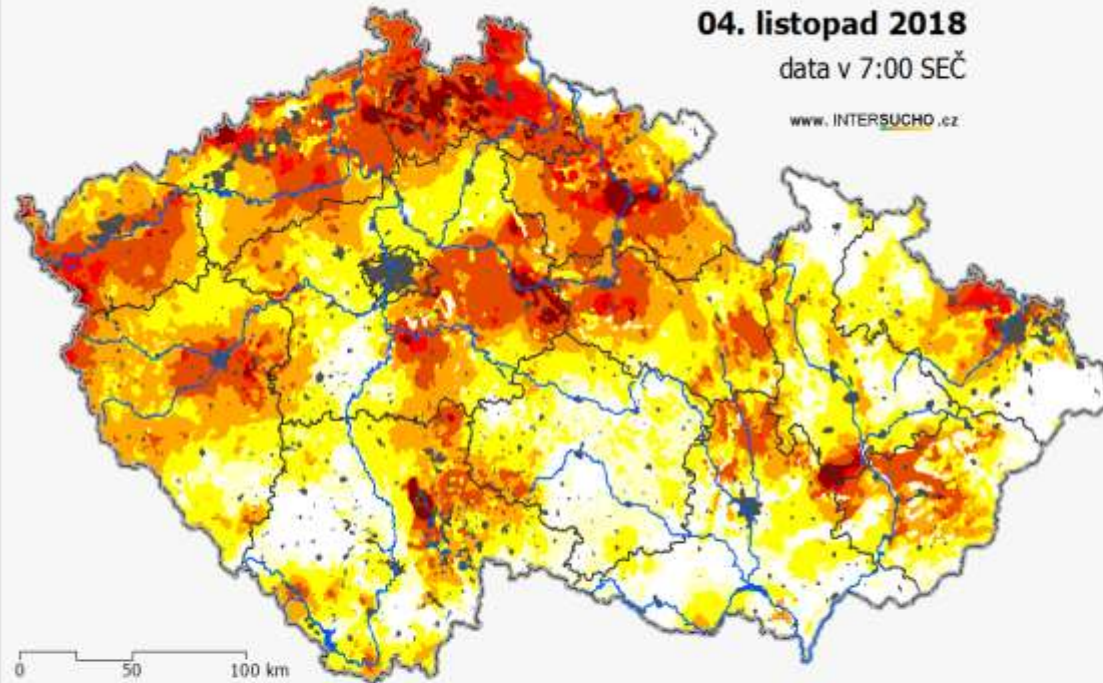 04. listopad 2018
data v 7:00 SEČ
www. INTERSUCHO .cz
0 50 100 km